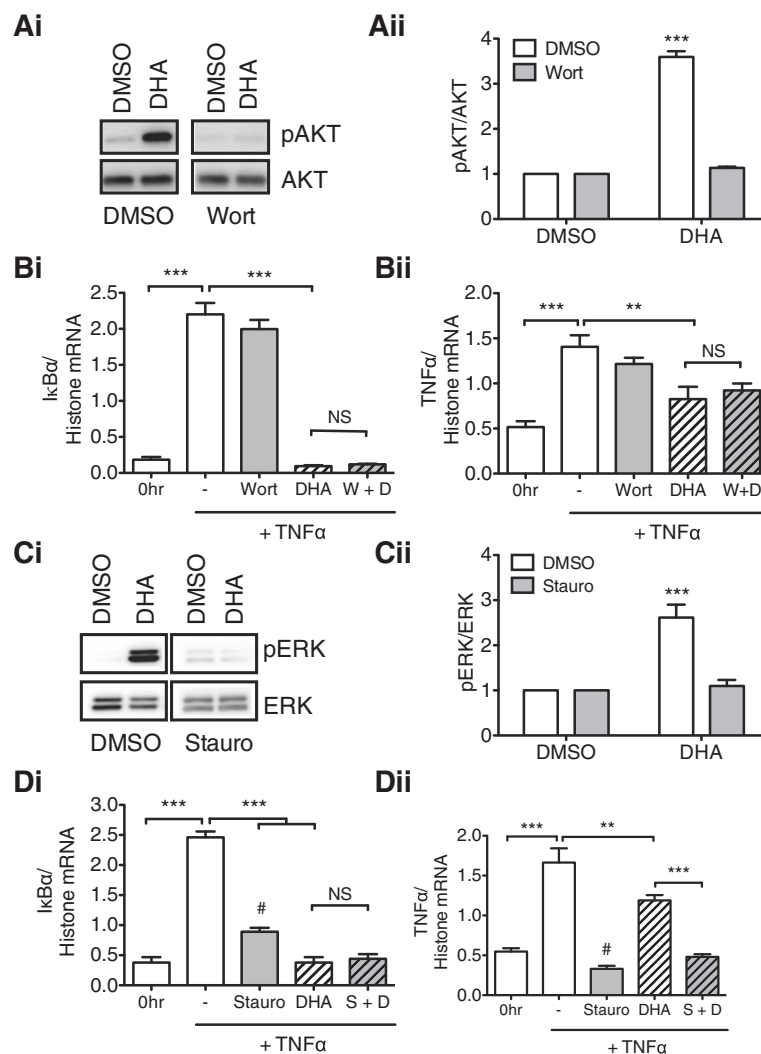 Ai
DMSO
DHA
DMSO
DHA
pAKT
AKT
DMSO
Wort
Aii
pAKT/AKT
4
3
2
1
0
DMSO
Wort
***
DMSO
DHA
Bi
IκBα/
Histone mRNA
2.5
2.0
1.5
1.0
0.5
0.0
***
***
NS
0hr
-
Wort
DHA
W + D
+ TNFα
Bii
TNFα/
Histone mRNA
2.0
1.5
1.0
0.5
0.0
***
**
NS
0hr
-
Wort
DHA
W+D
+ TNFα
Ci
DMSO
DHA
DMSO
DHA
pERK
ERK
DMSO
Stauro
Cii
pERK/ERK
4
3
2
1
0
DMSO
Stauro
***
DMSO
DHA
Di
IκBα/
Histone mRNA
3.0
2.5
2.0
1.5
1.0
0.5
0.0
***
***
#
NS
0hr
-
Stauro
DHA
S + D
+ TNFα
Dii
TNFα/
Histone mRNA
2.0
1.5
1.0
0.5
0.0
***
**
***
#
0hr
-
Stauro
DHA
S + D
+ TNFα